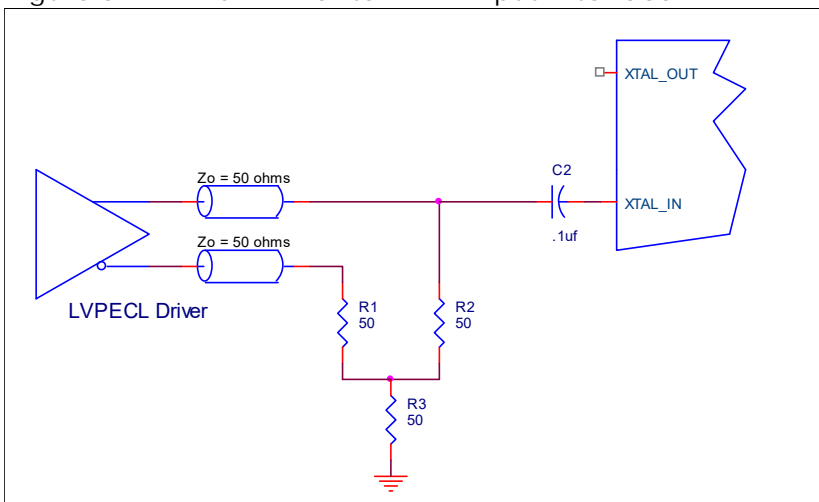 XTAL_OUT
Zo = 50 ohms
C2
XTAL_IN
.1uf
Zo = 50 ohms
LVPECL Driver
R1
50
R2
50
R3
50